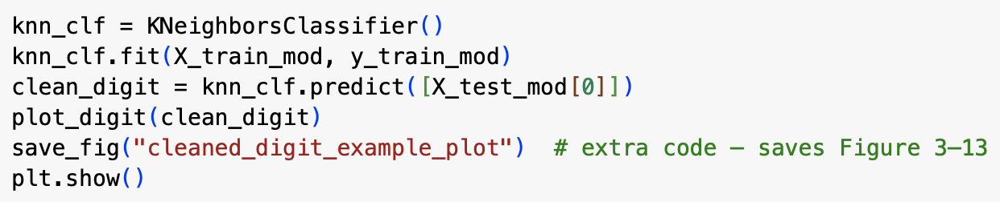 knn_clf = KNeighborsClassifier()
knn_clf.fit(X_train_mod, y_train_mod)
clean_digit = knn_clf.predict([X_test_mod[0]])
plot_digit(clean_digit)
save_fig("cleaned_digit_example_plot")  # extra code – saves Figure 3–13
plt.show()